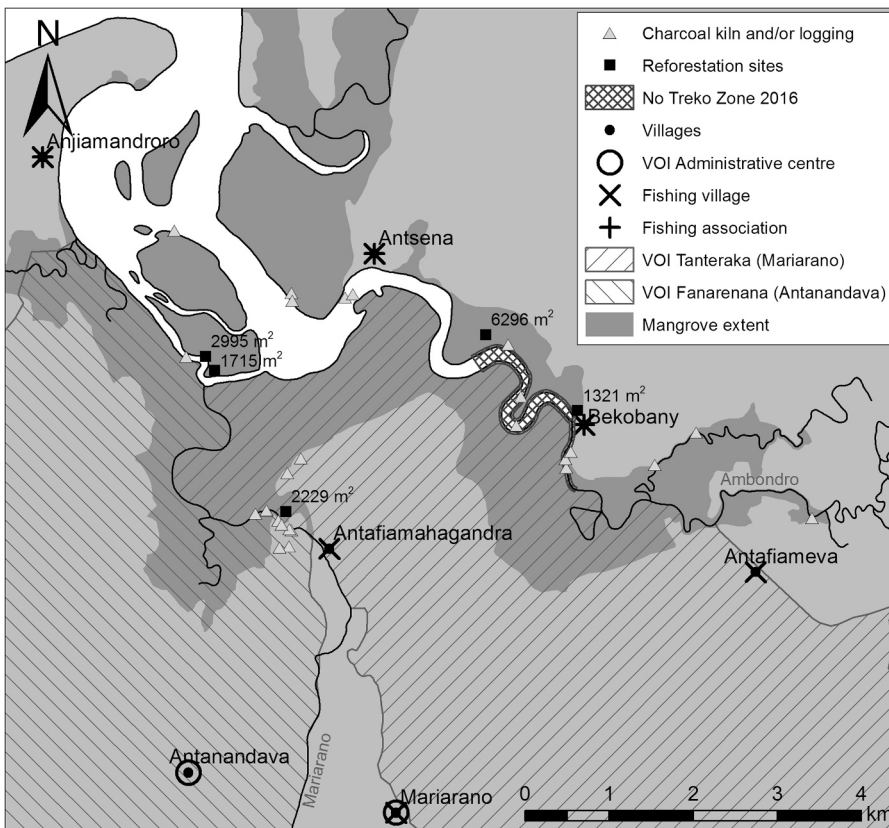 N
Anjiamandroro
Antsena
2995 m²
1715 m²
6296 m²
1321 m²
Bekobany
Ambondro
2229 m²
Antafiamahagandra
Antafiameva
Antanandava
Mariarano
Mariarano
Charcoal kiln and/or logging
Reforestation sites
No Treko Zone 2016
Villages
VOI Administrative centre
Fishing village
Fishing association
VOI Tanteraka (Mariarano)
VOI Fanarenana (Antanandava)
Mangrove extent
0 1 2 3 4
km